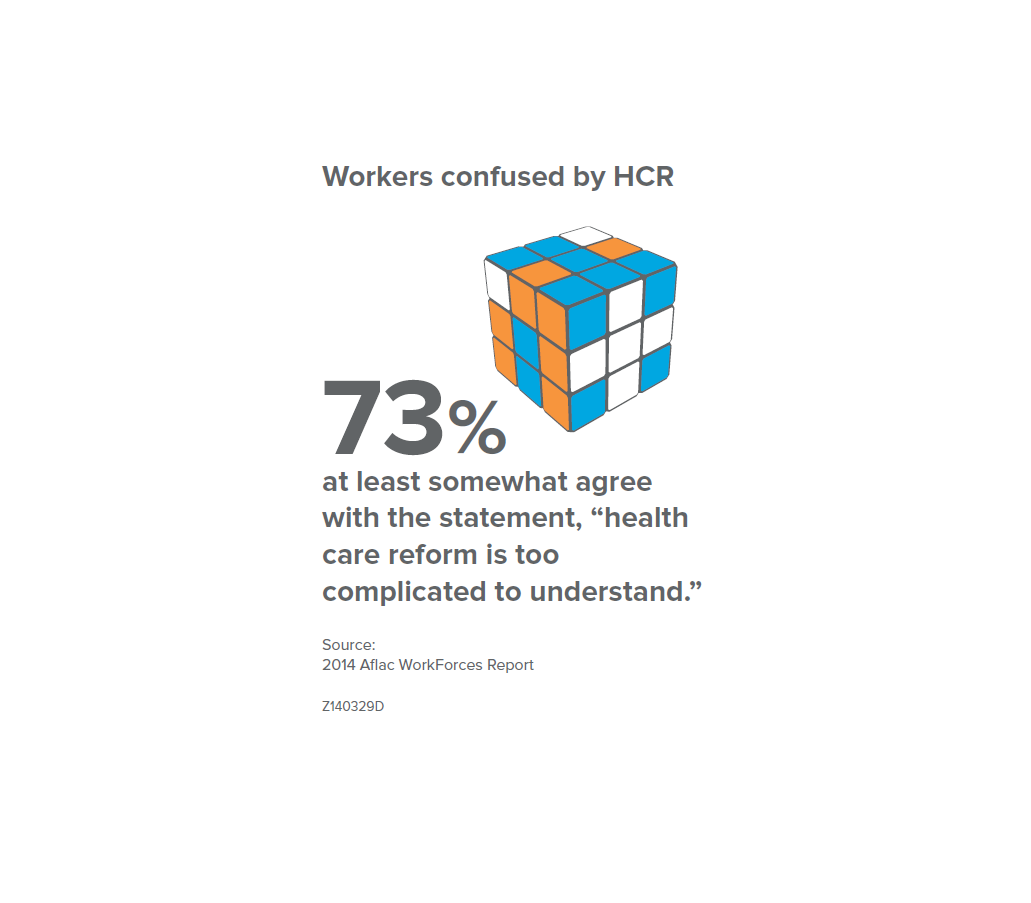 Workers confused by HCR
73%
at least somewhat agree
with the statement, “health
care reform is too
complicated to understand.”
Source:
2014 Aflac WorkForces Report
Z140329D